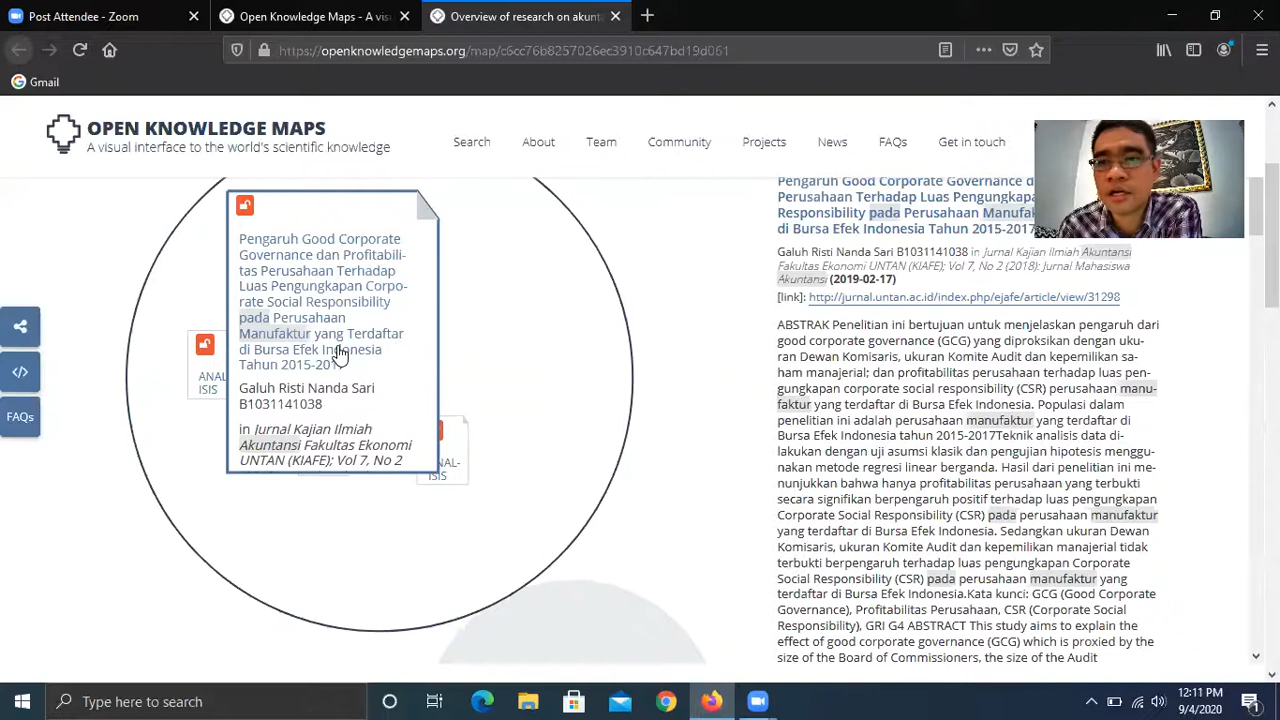 Post Attendee - Zoom
Open Knowledge Maps - A vis
Overview of research on akunta
https://openknowledgemaps.org/map/c6cc76b8257026ec3910c647bd19d061
Gmail
OPEN KNOWLEDGE MAPS
A visual interface to the world's scientific knowledge
Search About Team Community Projects News FAQs Get in touch
FAQs
ANAL
ISIS
Pengaruh Good Corporate
Governance dan Profitabili-
tas Perusahaan Terhadap
Luas Pengungkapan Corpo-
rate Social Responsibility
pada Perusahaan
Manufaktur yang Terdaftar
di Bursa Efek Indonesia
Tahun 2015-201
Galuh Risti Nanda Sari
B1031141038
in Jurnal Kajian Ilmiah
Akuntansi Fakultas Ekonomi
UNTAN (KIAFE); Vol 7, No 2
AL-
ISIS
Pengaruh Good Corporate Governance d
Perusahaan Terhadap Luas Pengungkapa
Responsibility pada Perusahaan Manufak
di Bursa Efek Indonesia Tahun 2015-2017
Galuh Risti Nanda Sari B1031141038 in Jurnal Kajian Ilmiah Akuntansi
Fakultas Ekonomi UNTAN (KIAFE); Vol 7, No 2 (2018); Jurnal Mahasiswa
Akuntansi (2019-02-17)
[link]: http://jurnal.untan.ac.id/index.php/ejafe/article/view/31298
ABSTRAK Penelitian ini bertujuan untuk menjelaskan pengaruh dari
good corporate governance (GCG) yang diproksikan dengan uku-
ran Dewan Komisaris, ukuran Komite Audit dan kepemilikan sa-
ham manajerial; dan profitabilitas perusahaan terhadap luas pen-
gungkapan corporate social responsibility (CSR) perusahaan manu-
faktur yang terdaftar di Bursa Efek Indonesia. Populasi dalam
penelitian ini adalah perusahaan manufaktur yang terdaftar di
Bursa Efek Indonesia tahun 2015-2017Teknik analisis data di-
lakukan dengan uji asumsi klasik dan pengujian hipotesis menggu-
nakan metode regresi linear berganda. Hasil dari penelitian ini me-
nunjukkan bahwa hanya profitabilitas perusahaan yang terbukti
secara signifikan berpengaruh positif terhadap luas pengungkapan
Corporate Social Responsibility (CSR) pada perusahaan manufaktur
yang terdaftar di Bursa Efek Indonesia. Sedangkan ukuran Dewan
Komisaris, ukuran Komite Audit dan kepemilikan manajerial tidak
terbukti berpengaruh terhadap luas pengungkapan Corporate
Social Responsibility (CSR) pada perusahaan manufaktur yang
terdaftar di Bursa Efek Indonesia.Kata kunci: GCG (Good Corporate
Governance), Profitabilitas Perusahaan, CSR (Corporate Social
Responsibility), GRI G4 ABSTRACT This study aims to explain the
effect of good corporate governance (GCG) which is proxied by the
size of the Board of Commissioners, the size of the Audit
Type here to search
12:11 PM
9/4/2020